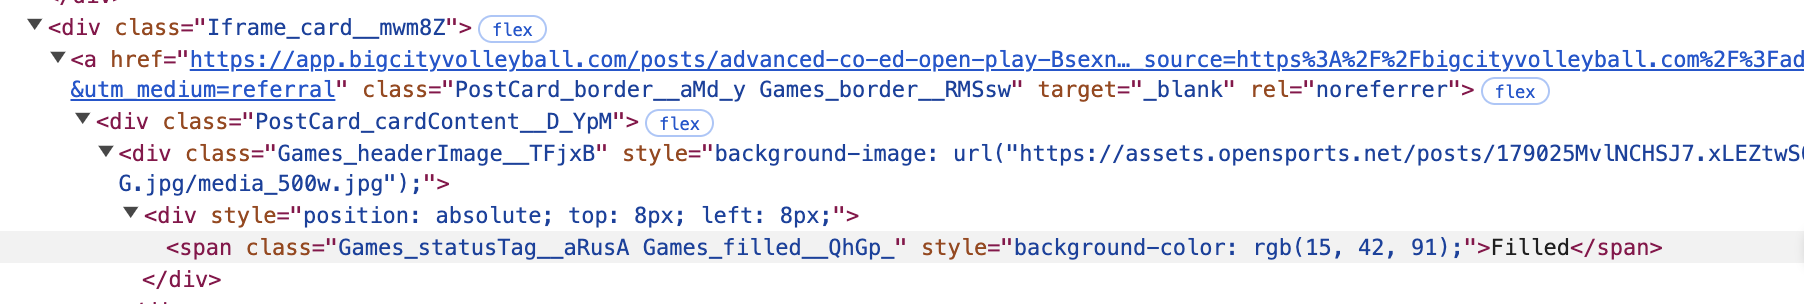 <div class="Iframe_card__mwm8Z"> flex
<a href="https://app.bigcityvolleyball.com/posts/advanced-co-ed-open-play-Bsexn…_source=https%3A%2F%2Fbigcityvolleyball.com%2F%3Fad
&utm_medium=referral" class="PostCard_border__aMd_y Games_border__RMSsw" target="_blank" rel="noreferrer"> flex
<div class="PostCard_cardContent__D_YpM"> flex
<div class="Games_headerImage__TFjxB" style="background-image: url("https://assets.opensports.net/posts/179025MvlNCHSJ7.xLEZtwS
G.jpg/media_500w.jpg");">
<div style="position: absolute; top: 8px; left: 8px;">
<span class="Games_statusTag__aRusA Games_filled__QhGp_" style="background-color: rgb(15, 42, 91);">Filled</span>
</div>